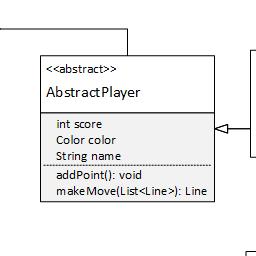 <<abstract>>
AbstractPlayer
int score
Color color
String name
addPoint(): void
makeMove(List<Line>): Line